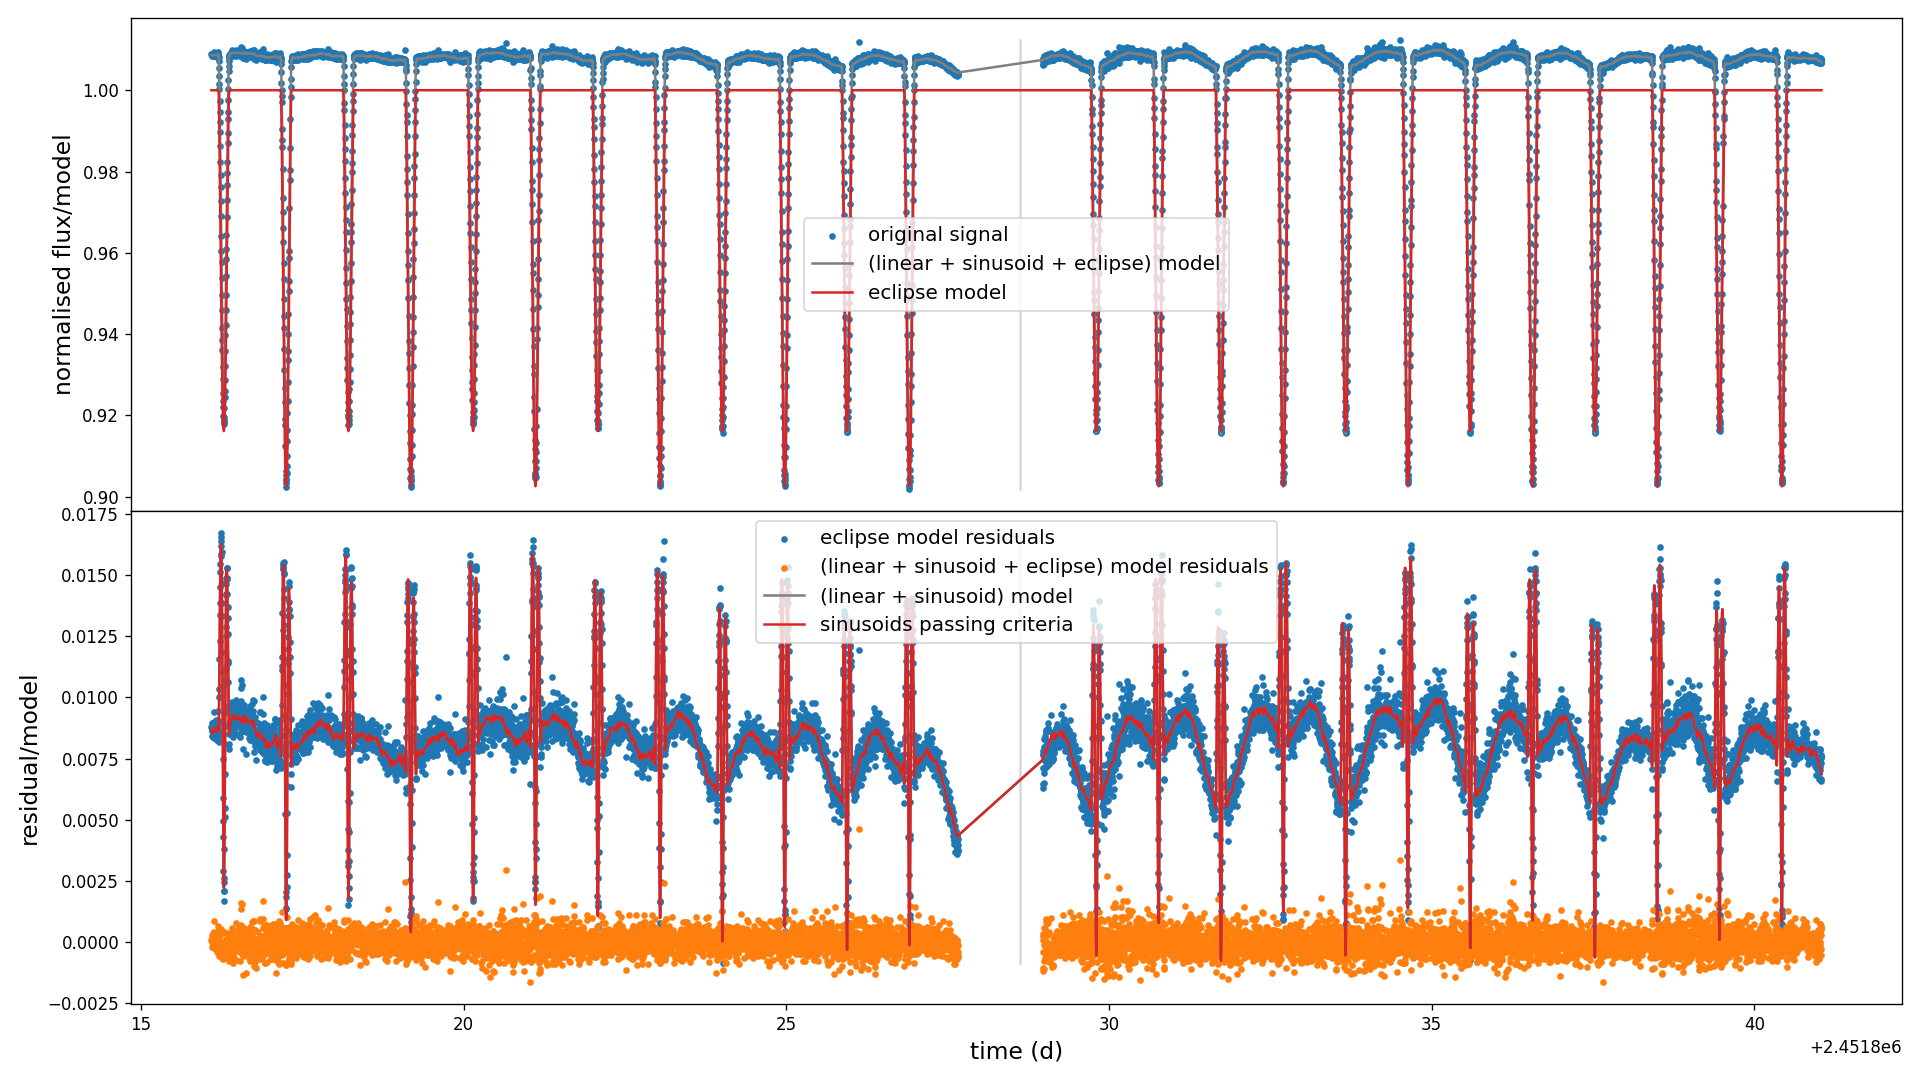 normalised flux/model
1.00
0.98
0.96
0.94
0.92
0.90
original signal
(linear + sinusoid + eclipse) model
eclipse model
residual/model
0.0175
0.0150
0.0125
0.0100
0.0075
0.0050
0.0025
0.0000
−0.0025
eclipse model residuals
(linear + sinusoid + eclipse) model residuals
(linear + sinusoid) model
sinusoids passing criteria
15 20 25 30 35 40
time (d)
+2.4518e6